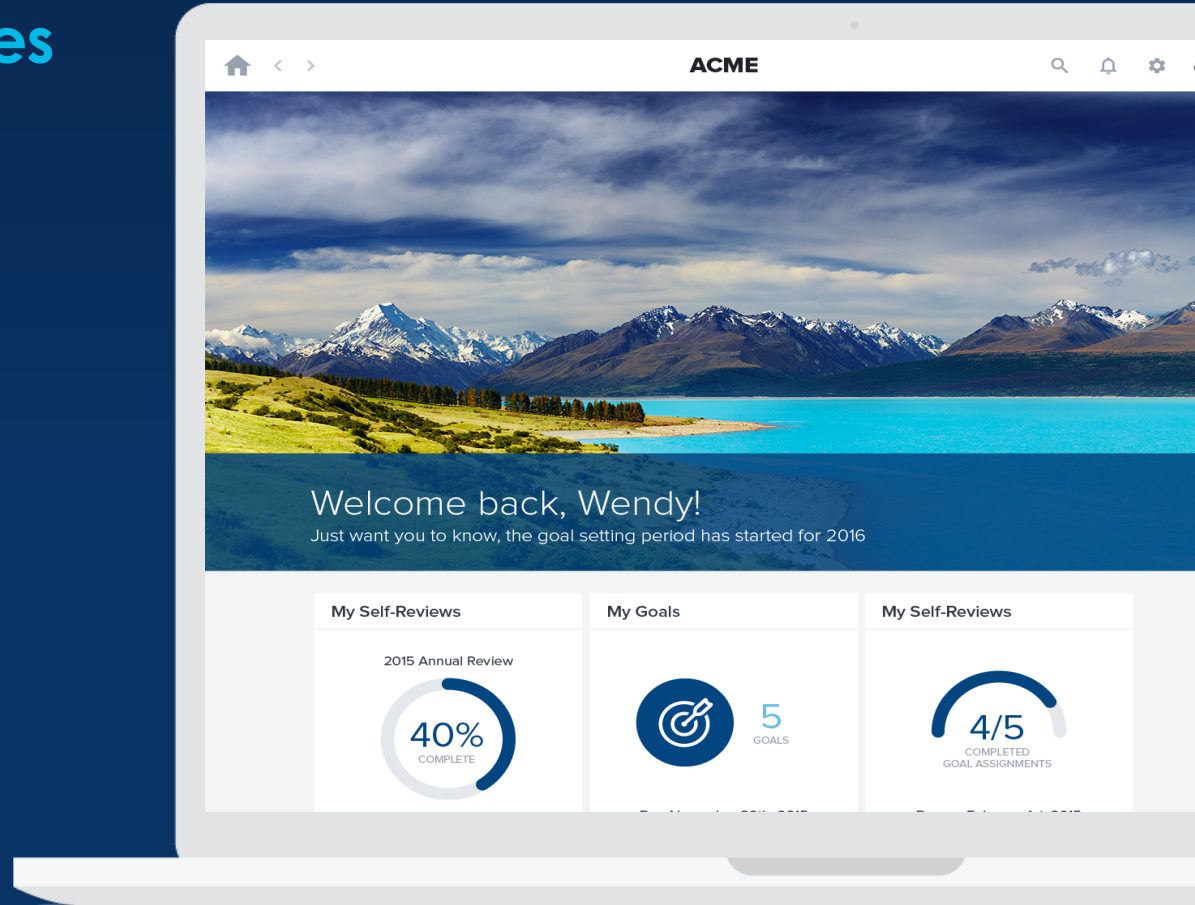 es
ACME
Welcome back, Wendy!
Just want you to know, the goal setting period has started for 2016
My Self-Reviews
My Goals
My Self-Reviews
2015 Annual Review
40%
COMPLETE
5
GOALS
4/5
COMPLETED
GOAL ASSIGNMENTS